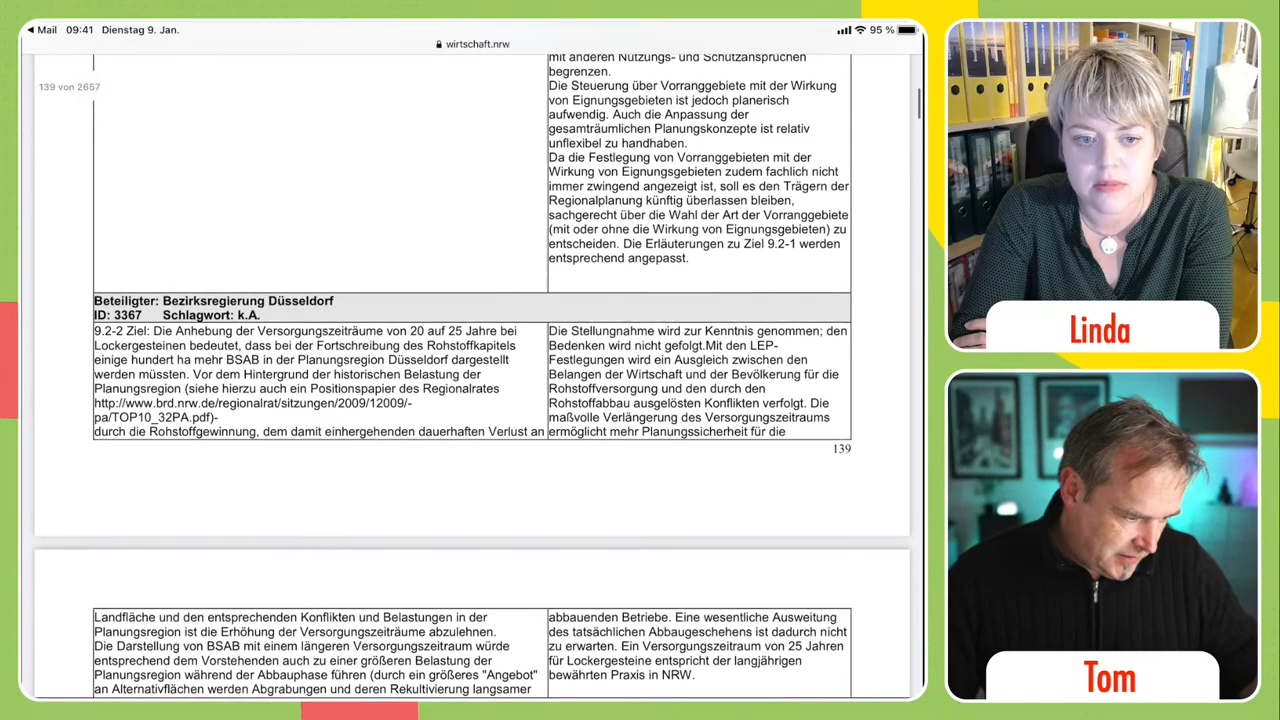 Mail 09:41 Dienstag 9. Jan.
95 %
wirtschaft.nrw
139 von 2657
mit anderen Nutzungs- und Schutzansprüchen
begrenzen.
Die Steuerung über Vorranggebiete mit der Wirkung
von Eignungsgebieten ist jedoch planerisch
aufwendig. Auch die Anpassung der
gesamträumlichen Planungskonzepte ist relativ
unflexibel zu handhaben.
Da die Festlegung von Vorranggebieten mit der
Wirkung von Eignungsgebieten zudem fachlich nicht
immer zwingend angezeigt ist, soll es den Trägern der
Regionalplanung künftig überlassen bleiben,
sachgerecht über die Wahl der Art der Vorranggebiete
(mit oder ohne die Wirkung von Eignungsgebieten) zu
entscheiden. Die Erläuterungen zu Ziel 9.2-1 werden
entsprechend angepasst.
Beteiligter: Bezirksregierung Düsseldorf
ID: 3367 Schlagwort: k.A.
9.2-2 Ziel: Die Anhebung der Versorgungszeiträume von 20 auf 25 Jahre bei
Lockergesteinen bedeutet, dass bei der Fortschreibung des Rohstoffkapitels
einige hundert ha mehr BSAB in der Planungsregion Düsseldorf dargestellt
werden müssten. Vor dem Hintergrund der historischen Belastung der
Planungsregion (siehe hierzu auch ein Positionspapier des Regionalrates
http://www.brd.nrw.de/regionalrat/sitzungen/2009/12009/-
pa/TOP10_32PA.pdf)-
durch die Rohstoffgewinnung, dem damit einhergehenden dauerhaften Verlust an
Die Stellungnahme wird zur Kenntnis genommen; den
Bedenken wird nicht gefolgt.Mit den LEP-
Festlegungen wird ein Ausgleich zwischen den
Belangen der Wirtschaft und der Bevölkerung für die
Rohstoffversorgung und den durch den
Rohstoffabbau ausgelösten Konflikten verfolgt. Die
maßvolle Verlängerung des Versorgungszeitraums
ermöglicht mehr Planungssicherheit für die
139
Landfläche und den entsprechenden Konflikten und Belastungen in der
Planungsregion ist die Erhöhung der Versorgungszeiträume abzulehnen.
Die Darstellung von BSAB mit einem längeren Versorgungszeitraum würde
entsprechend dem Vorstehenden auch zu einer größeren Belastung der
Planungsregion während der Abbauphase führen (durch ein größeres "Angebot"
an Alternativflächen werden Abgrabungen und deren Rekultivierung langsamer
abbauenden Betriebe. Eine wesentliche Ausweitung
des tatsächlichen Abbaugeschehens ist dadurch nicht
zu erwarten. Ein Versorgungszeitraum von 25 Jahren
für Lockergesteine entspricht der langjährigen
bewährten Praxis in NRW.
Linda
Tom